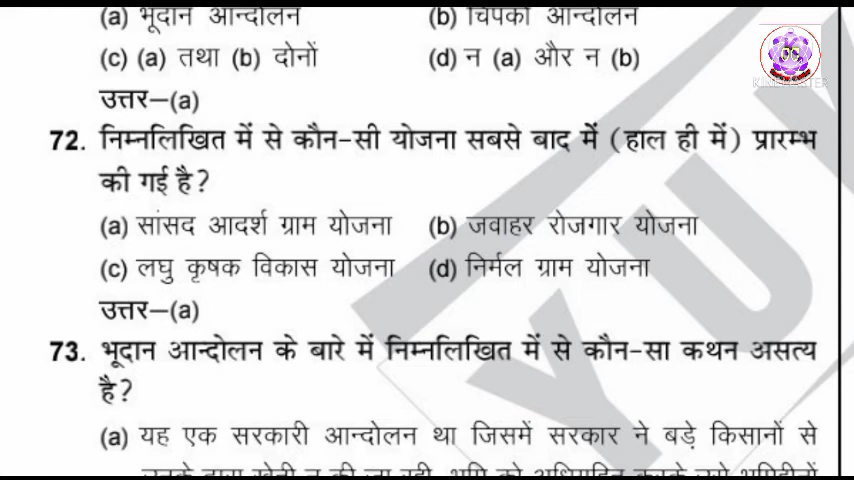 (a) भूदान आन्दोलन (b) चिपको आन्दोलन
(c) (a) तथा (b) दोनों (d) न (a) और न (b)
उत्तर–(a)
72. निम्नलिखित में से कौन-सी योजना सबसे बाद में (हाल ही में) प्रारम्भ
की गई है?
(a) सांसद आदर्श ग्राम योजना (b) जवाहर रोजगार योजना
(c) लघु कृषक विकास योजना (d) निर्मल ग्राम योजना
उत्तर–(a)
73. भूदान आन्दोलन के बारे में निम्नलिखित में से कौन-सा कथन असत्य
है?
(a) यह एक सरकारी आन्दोलन था जिसमें सरकार ने बड़े किसानों से